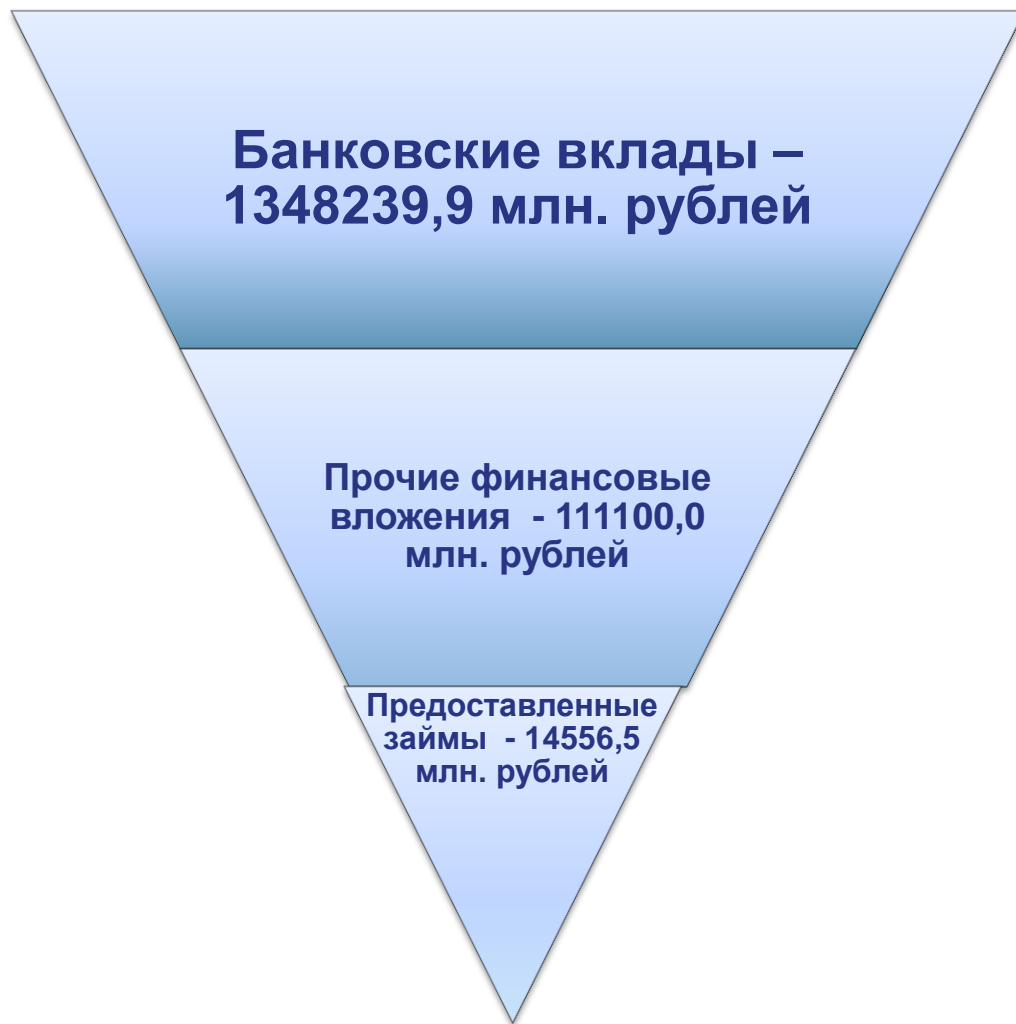 Банковские вклады –
1348239,9 млн. рублей
Прочие финансовые
вложения  - 111100,0
млн. рублей
Предоставленные
займы  - 14556,5
млн. рублей